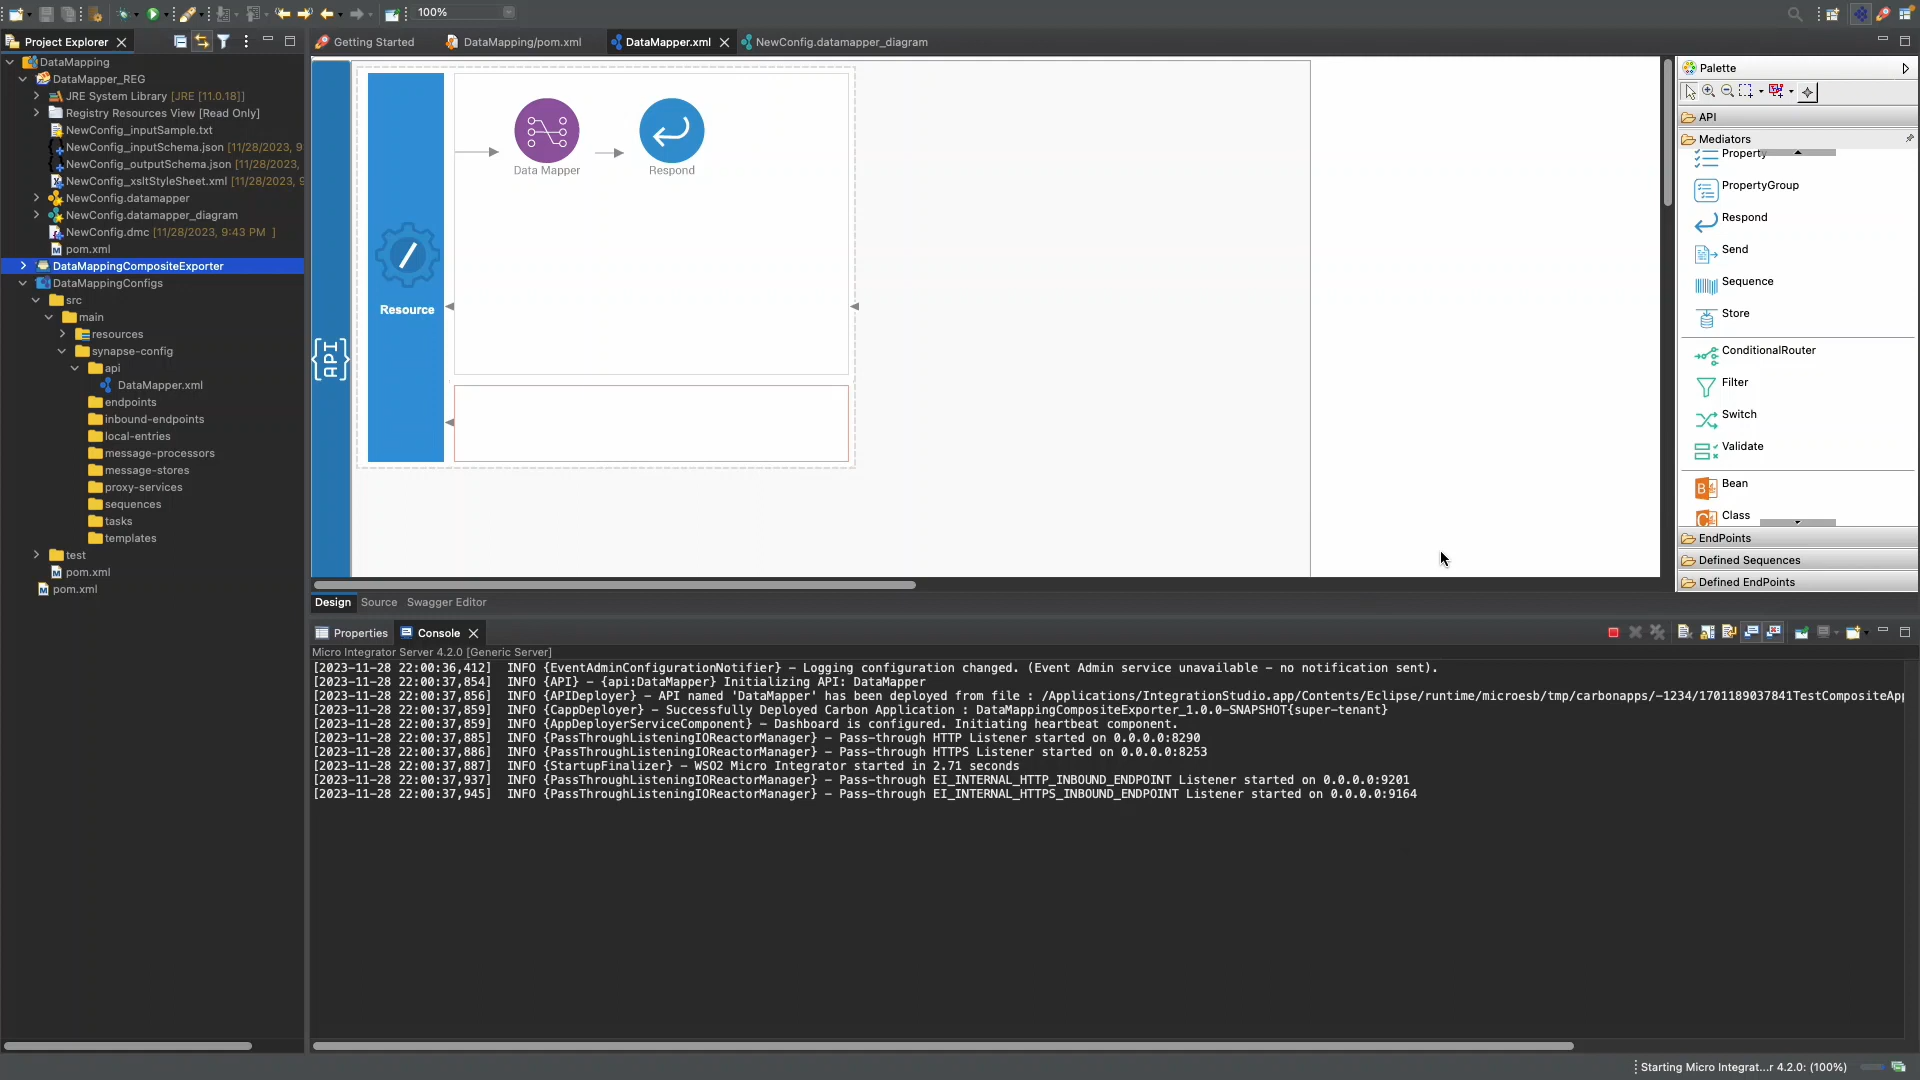 100%
Project Explorer
Getting Started
DataMapping/pom.xml
DataMapper.xml
NewConfig.datamapper_diagram
DataMapping
DataMapper_REG
JRE System Library [JRE [11.0.18]]
Registry Resources View [Read Only]
NewConfig_inputSample.txt
NewConfig_inputSchema.json [11/28/2023, 9:
NewConfig_outputSchema.json [11/28/2023,
NewConfig_xsltStyleSheet.xml [11/28/2023, 9
NewConfig.datamapper
NewConfig.datamapper_diagram
NewConfig.dmc [11/28/2023, 9:43 PM ]
pom.xml
DataMappingCompositeExporter
DataMappingConfigs
src
main
resources
synapse-config
api
DataMapper.xml
endpoints
inbound-endpoints
local-entries
message-processors
message-stores
proxy-services
sequences
tasks
templates
test
pom.xml
pom.xml
{API}
Resource
Data Mapper
Respond
Palette
API
Mediators
Property
PropertyGroup
Respond
Send
Sequence
Store
ConditionalRouter
Filter
Switch
Validate
Bean
Class
EndPoints
Defined Sequences
Defined EndPoints
Design
Source
Swagger Editor
Properties
Console
Micro Integrator Server 4.2.0 [Generic Server]
[2023-11-28 22:00:36,412]  INFO {EventAdminConfigurationNotifier} - Logging configuration changed. (Event Admin service unavailable - no notification sent).
[2023-11-28 22:00:37,854]  INFO {API} - {api:DataMapper} Initializing API: DataMapper
[2023-11-28 22:00:37,856]  INFO {APIDeployer} - API named 'DataMapper' has been deployed from file : /Applications/IntegrationStudio.app/Contents/Eclipse/runtime/microesb/tmp/carbonapps/-1234/1701189037841TestCompositeApp
[2023-11-28 22:00:37,859]  INFO {CappDeployer} - Successfully Deployed Carbon Application : DataMappingCompositeExporter_1.0.0-SNAPSHOT{super-tenant}
[2023-11-28 22:00:37,859]  INFO {AppDeployerServiceComponent} - Dashboard is configured. Initiating heartbeat component.
[2023-11-28 22:00:37,885]  INFO {PassThroughListeningIOReactorManager} - Pass-through HTTP Listener started on 0.0.0.0:8290
[2023-11-28 22:00:37,886]  INFO {PassThroughListeningIOReactorManager} - Pass-through HTTPS Listener started on 0.0.0.0:8253
[2023-11-28 22:00:37,887]  INFO {StartupFinalizer} - WSO2 Micro Integrator started in 2.71 seconds
[2023-11-28 22:00:37,937]  INFO {PassThroughListeningIOReactorManager} - Pass-through EI_INTERNAL_HTTP_INBOUND_ENDPOINT Listener started on 0.0.0.0:9201
[2023-11-28 22:00:37,945]  INFO {PassThroughListeningIOReactorManager} - Pass-through EI_INTERNAL_HTTPS_INBOUND_ENDPOINT Listener started on 0.0.0.0:9164
Starting Micro Integrat...r 4.2.0: (100%)